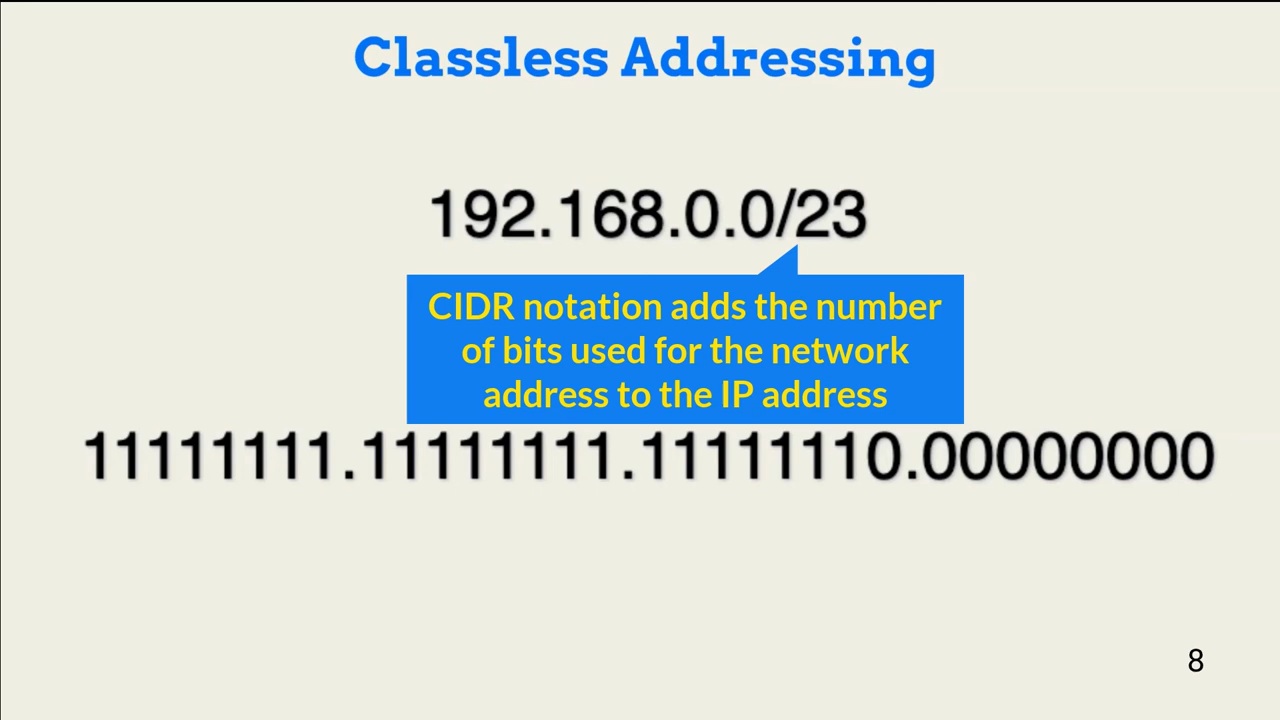 Classless Addressing
192.168.0.0/23
CIDR notation adds the number
of bits used for the network
address to the IP address
11111111.11111111.11111110.00000000
8